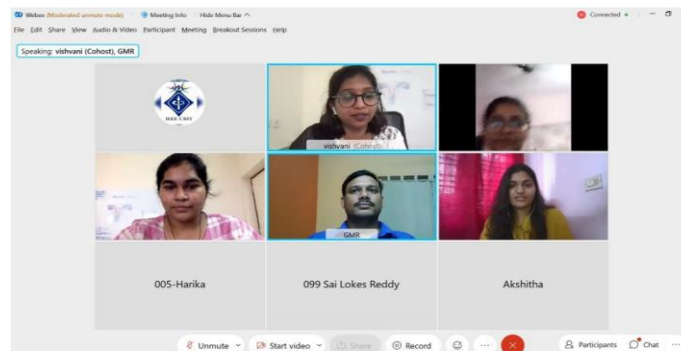 Webex (Moderated unmute mode) Meeting Info Hide Menu Bar
Connected
File Edit Share View Audio & Video Participant Meeting Breakout Sessions Help
Speaking: vishvani (Cohost), GMR
IEEE CBIT
vishvani (Cohost)
GMR
005-Harika 099 Sai Lokes Reddy Akshitha
Unmute Start video Share Record Participants Chat